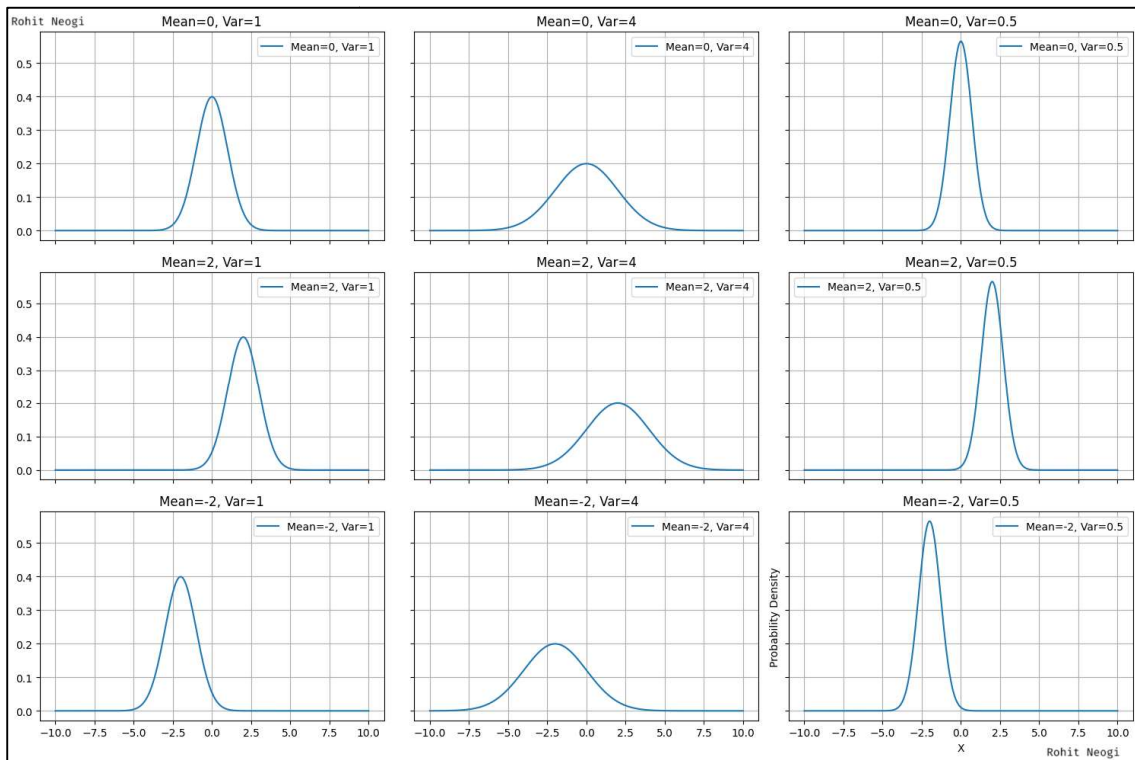 Rohit Neogi
Mean=0, Var=1
Mean=0, Var=4
Mean=0, Var=0.5
Mean=0, Var=1
Mean=0, Var=4
Mean=0, Var=0.5
0.5
0.4
0.3
0.2
0.1
0.0
Mean=2, Var=1
Mean=2, Var=4
Mean=2, Var=0.5
Mean=2, Var=1
Mean=2, Var=4
Mean=2, Var=0.5
0.5
0.4
0.3
0.2
0.1
0.0
Mean=-2, Var=1
Mean=-2, Var=4
Mean=-2, Var=0.5
Mean=-2, Var=1
Mean=-2, Var=4
Mean=-2, Var=0.5
0.5
0.4
0.3
0.2
0.1
0.0
Probability Density
−10.0 −7.5 −5.0 −2.5 0.0 2.5 5.0 7.5 10.0
−10.0 −7.5 −5.0 −2.5 0.0 2.5 5.0 7.5 10.0
−10.0 −7.5 −5.0 −2.5 0.0 2.5 5.0 7.5 10.0
X
Rohit Neogi